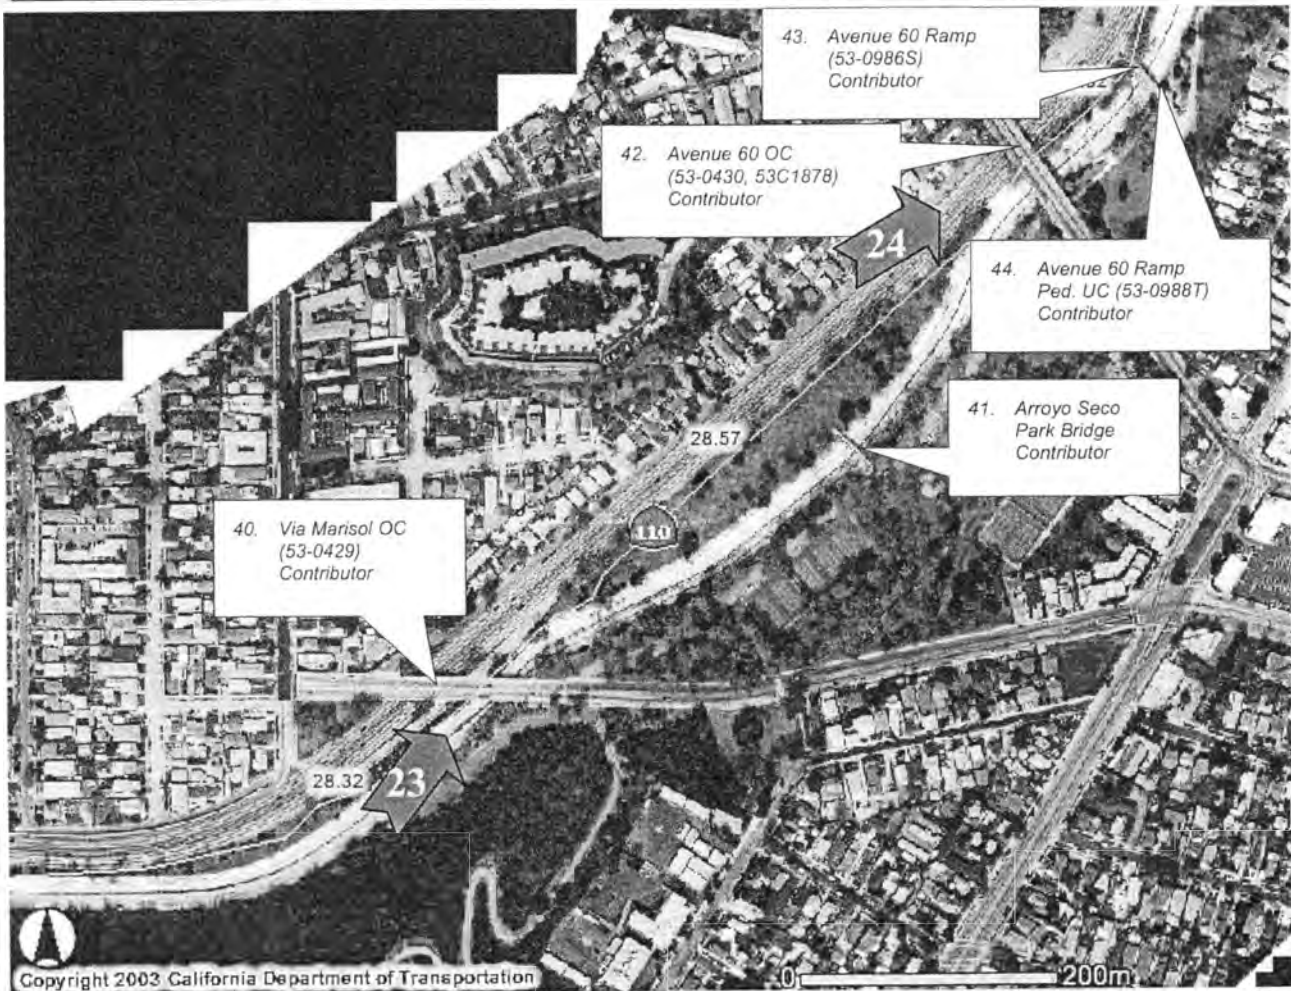 43. Avenue 60 Ramp
(53-0986S)
Contributor
42. Avenue 60 OC
(53-0430, 53C1878)
Contributor
24
44. Avenue 60 Ramp
Ped. UC (53-0988T)
Contributor
41. Arroyo Seco
Park Bridge
Contributor
28.57
110
40. Via Marisol OC
(53-0429)
Contributor
28.32
23
Copyright 2003 California Department of Transportation
0 200m